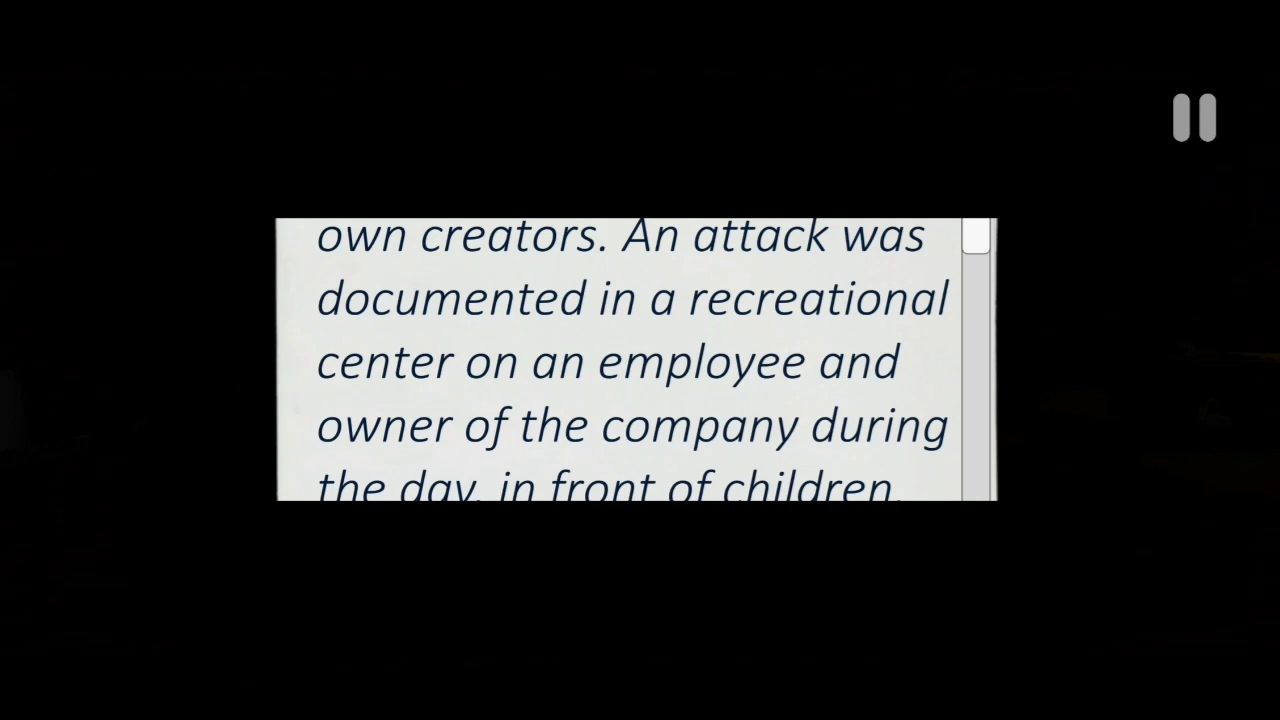 own creators. An attack was
documented in a recreational
center on an employee and
owner of the company during
the day, in front of children.